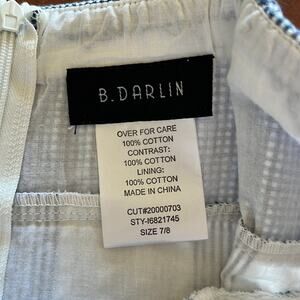 B.DARLIN
OVER FOR CARE
100% COTTON
CONTRAST:
100% COTTON
LINING:
100% COTTON
MADE IN CHINA
CUT#20000703
STY-I6821745
SIZE 7/8